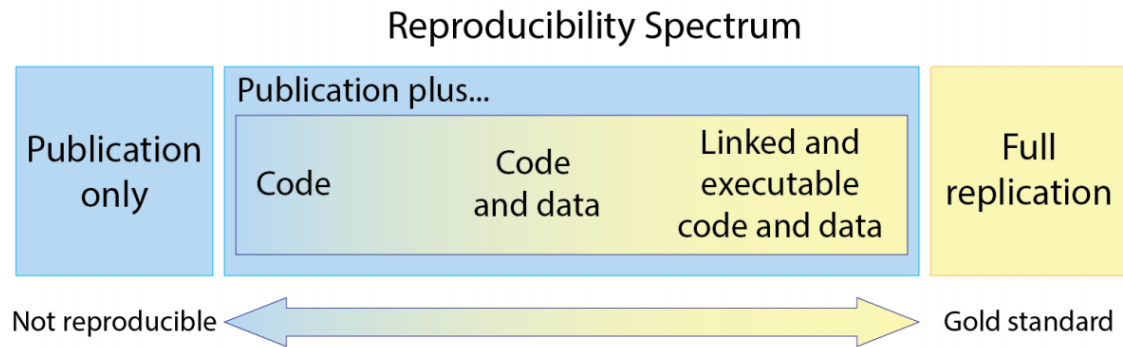 Reproducibility Spectrum
Publication
only
Publication plus...
Code
Code
and data
Linked and
executable
code and data
Full
replication
Not reproducible
Gold standard